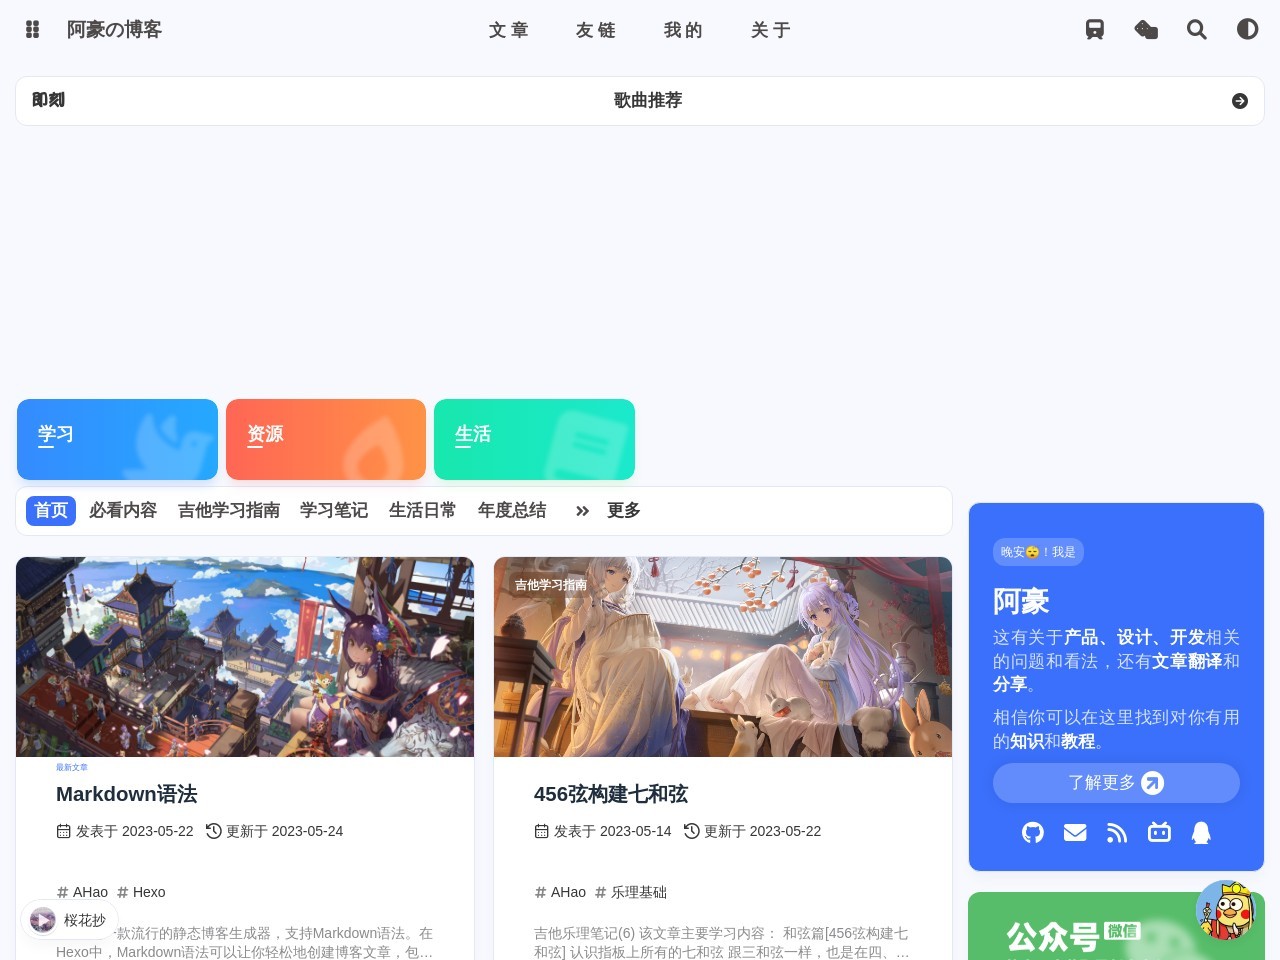 阿豪の博客
文章 友链 我的 关于
即刻 歌曲推荐
学习 资源 生活
首页 必看内容 吉他学习指南 学习笔记 生活日常 年度总结 更多
吉他学习指南
最新文章
Markdown语法
发表于 2023-05-22 更新于 2023-05-24
# AHao # Hexo
款流行的静态博客生成器，支持Markdown语法。在
Hexo中，Markdown语法可以让你轻松地创建博客文章，包…
樱花抄
456弦构建七和弦
发表于 2023-05-14 更新于 2023-05-22
# AHao # 乐理基础
吉他乐理笔记(6) 该文章主要学习内容： 和弦篇[456弦构建七
和弦] 认识指板上所有的七和弦 跟三和弦一样，也是在四、…
晚安😴！我是
阿豪
这有关于产品、设计、开发相关
的问题和看法，还有文章翻译和
分享。
相信你可以在这里找到对你有用
的知识和教程。
了解更多
公众号 微信